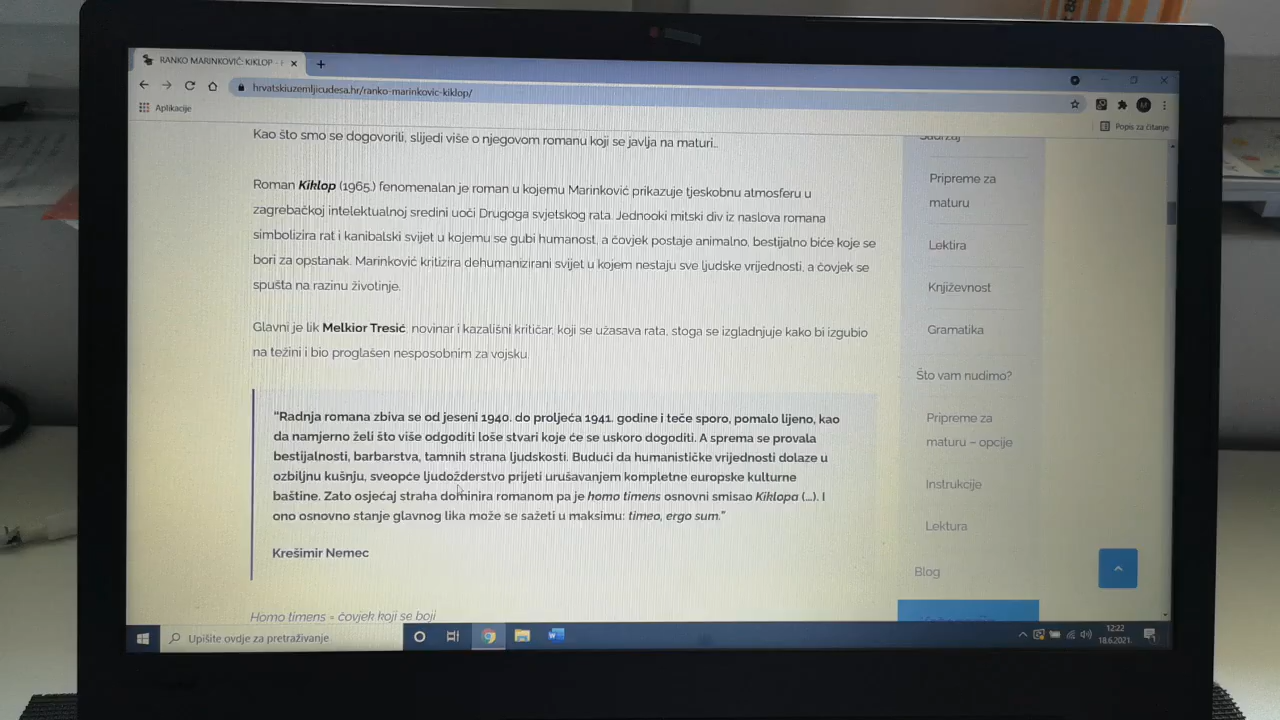 RANKO MARINKOVIĆ: KIKLOP -
hrvatskiuzemljicudesa.hr/ranko-marinkovic-kiklop/
Aplikacije
Popis za čitanje
Kao što smo se dogovorili, slijedi više o njegovom romanu koji se javlja na maturi...
Roman Kiklop (1965.) fenomenalan je roman u kojemu Marinković prikazuje tjeskobnu atmosferu u
zagrebačkoj intelektualnoj sredini uoči Drugoga svjetskog rata. Jednooki mitski div iz naslova romana
simbolizira rat i kanibalski svijet u kojemu se gubi humanost, a čovjek postaje animalno, bestijalno biće koje se
bori za opstanak. Marinković kritizira dehumanizirani svijet u kojem nestaju sve ljudske vrijednosti, a čovjek se
spušta na razinu životinje.
Glavni je lik Melkior Tresić, novinar i kazališni kritičar, koji se užasava rata, stoga se izgladnjuje kako bi izgubio
na težini i bio proglašen nesposobnim za vojsku.
"Radnja romana zbiva se od jeseni 1940. do proljeća 1941. godine i teče sporo, pomalo lijeno, kao
da namjerno želi što više odgoditi loše stvari koje će se uskoro dogoditi. A sprema se provala
bestijalnosti, barbarstva, tamnih strana ljudskosti. Budući da humanističke vrijednosti dolaze u
ozbiljnu kušnju, sveopće ljudožderstvo prijeti urušavanjem kompletne europske kulturne
baštine. Zato osjećaj straha dominira romanom pa je homo timens osnovni smisao Kiklopa (...). I
ono osnovno stanje glavnog lika može se sažeti u maksimu: timeo, ergo sum."
Krešimir Nemec
Homo timens = čovjek koji se boji
Sadržaj
Pripreme za
maturu
Lektira
Književnost
Gramatika
Što vam nudimo?
Pripreme za
maturu – opcije
Instrukcije
Lektura
Blog
Upišite ovdje za pretraživanje
12:22
18.6.2021.